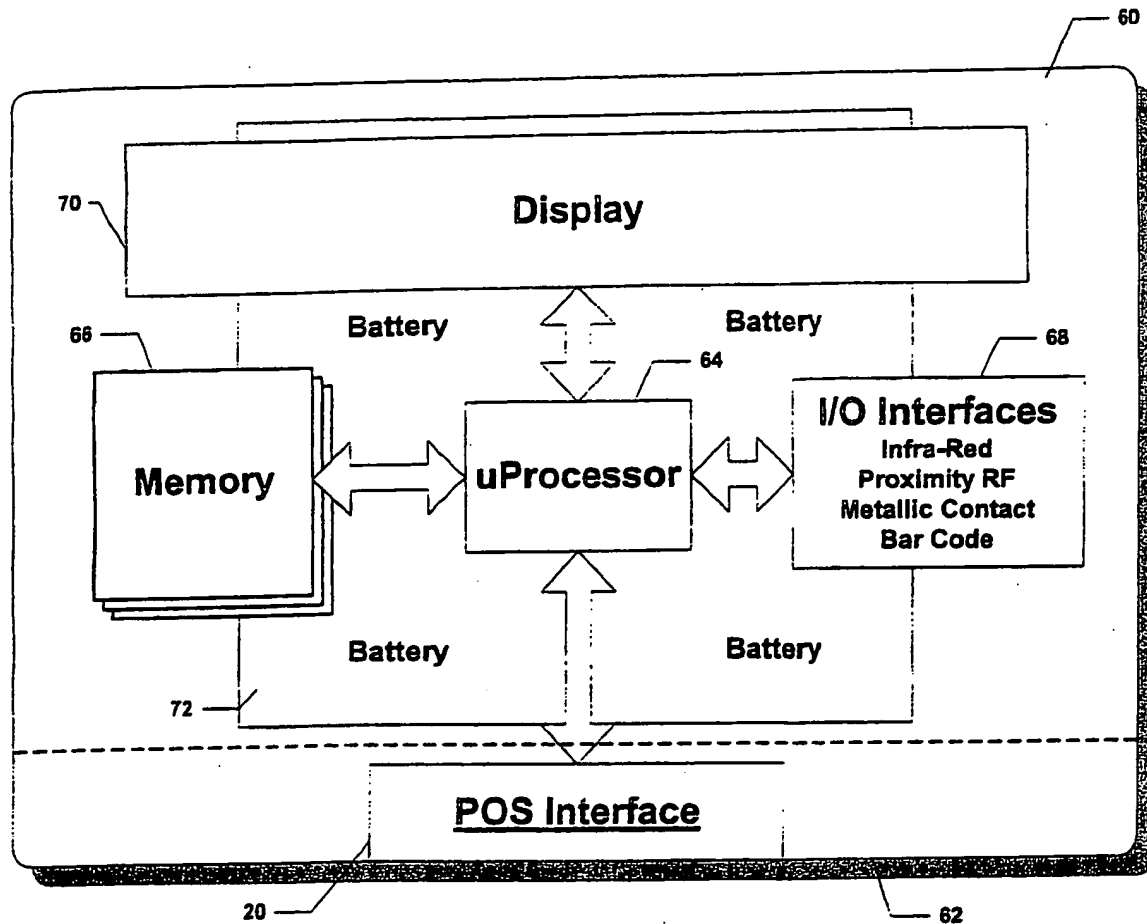 60
Display
70
Battery
Battery
66
64
68
Memory
uProcessor
I/O Interfaces
Infra-Red
Proximity RF
Metallic Contact
Bar Code
Battery
Battery
72
POS Interface
20
62